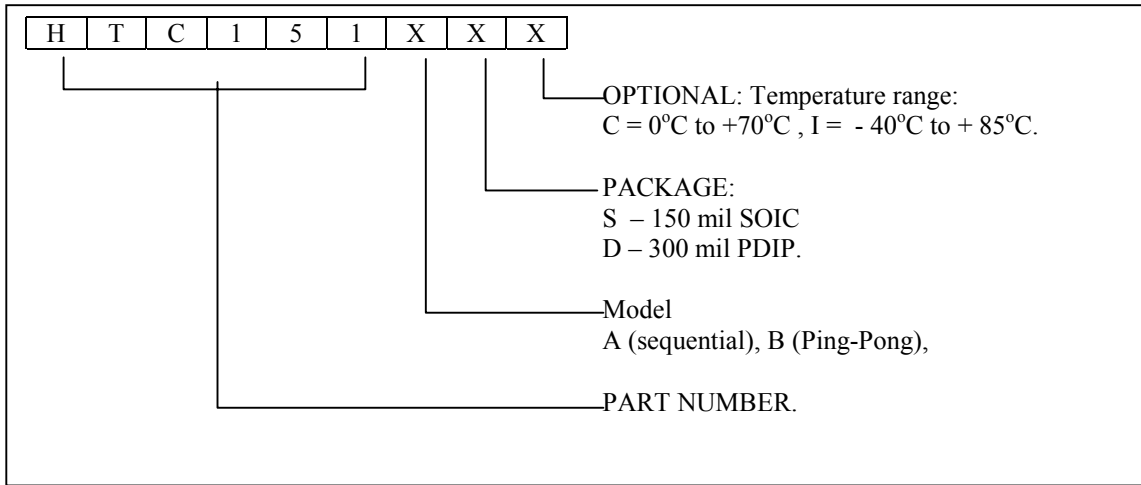 H T C 1 5 1 X X X
OPTIONAL: Temperature range:
C = 0°C to +70°C , I =  - 40°C to + 85°C.
PACKAGE:
S – 150 mil SOIC
D – 300 mil PDIP.
Model
A (sequential), B (Ping-Pong),
PART NUMBER.